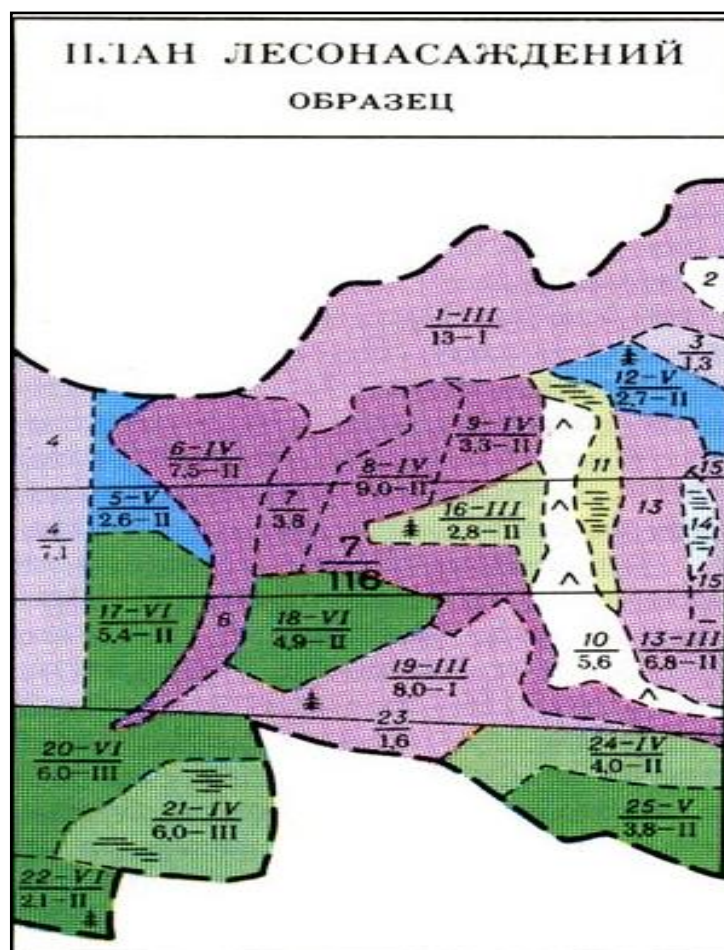 ПЛАН ЛЕСОНАСАЖДЕНИЙ
ОБРАЗЕЦ
2
1-III
13-I
3
1,3
12-V
2,7-II
4
6-IV
7,5-II
9-IV
3,3-II
8-IV
9,0-II
11
15
5-V
2,6-II
7
3,8
16-III
2,8-II
13
14
4
7,1
7
116
15
17-VI
5,4-II
6
18-VI
4,9-II
10
5,6
13-III
6,8-II
19-III
8,0-I
23
1,6
20-VI
6,0-III
24-IV
4,0-II
21-IV
6,0-III
25-V
3,8-II
22-VI
2,1-II